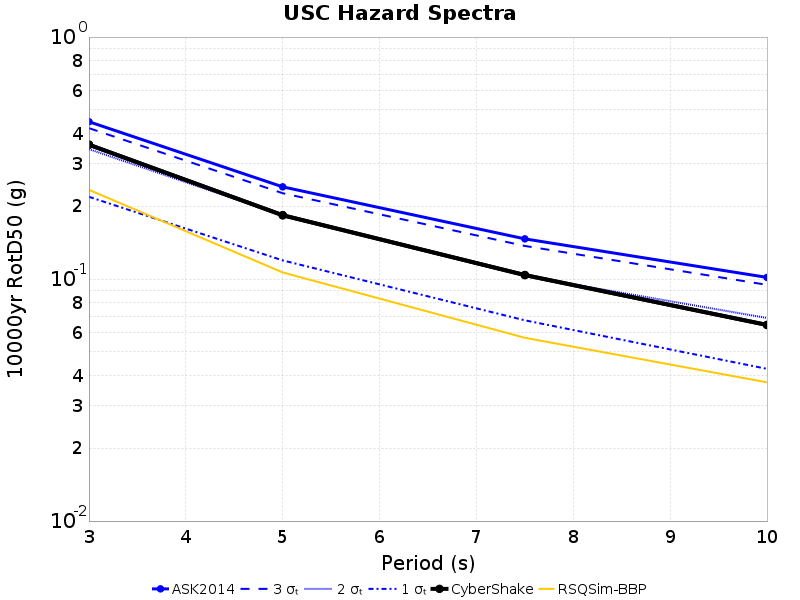 USC Hazard Spectra
10000yr RotD50 (g)
10⁰
8
6
4
3
2
10⁻¹
8
6
4
3
2
10⁻²
3 4 5 6 7 8 9 10
Period (s)
ASK2014 3 σₜ 2 σₜ 1 σₜ CyberShake RSQSim-BBP